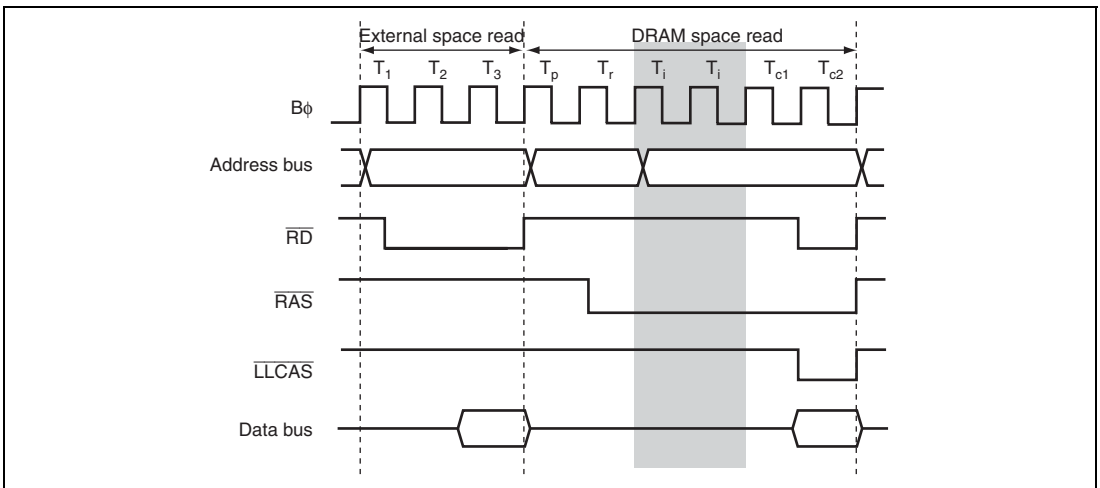 External space read DRAM space read
T1 T2 T3 Tp Tr Ti Ti Tc1 Tc2
Bϕ
Address bus
RD
RAS
LLCAS
Data bus